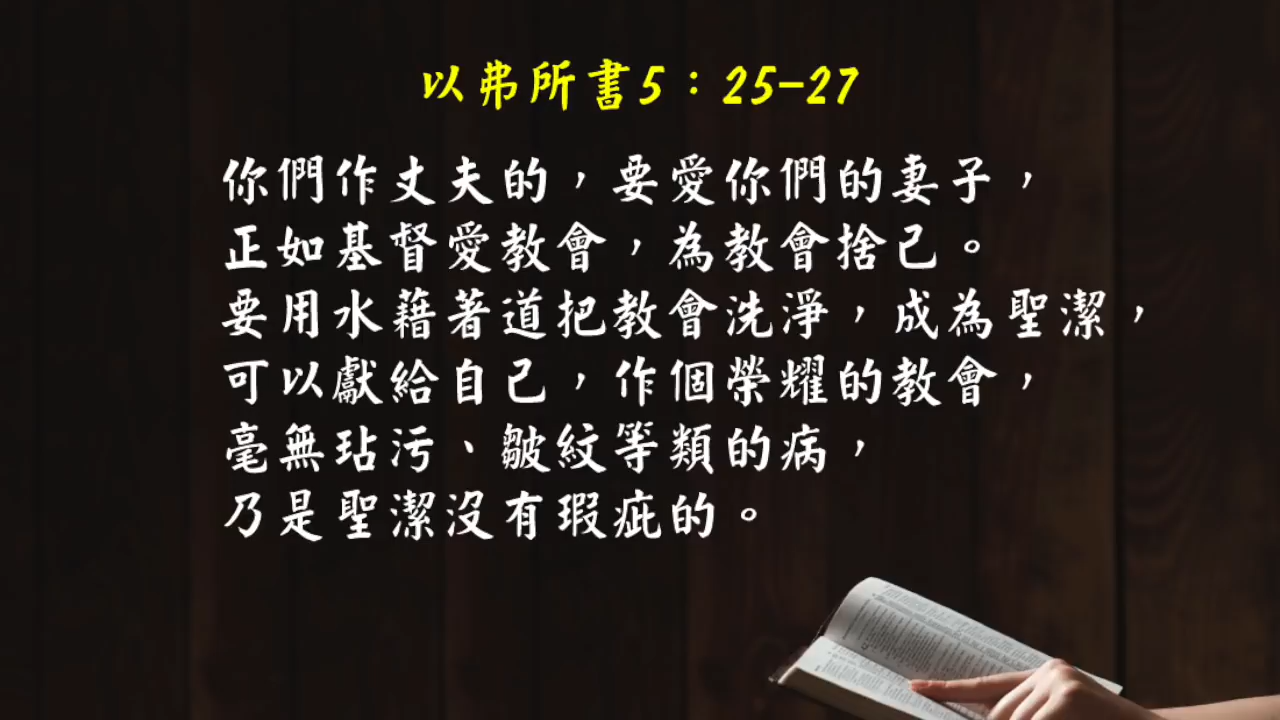 以弗所書5：25-27
你們作丈夫的，要愛你們的妻子，
正如基督愛教會，為教會捨己。
要用水藉著道把教會洗淨，成為聖潔，
可以獻給自己，作個榮耀的教會，
毫無玷污、皺紋等類的病，
乃是聖潔沒有瑕疵的。